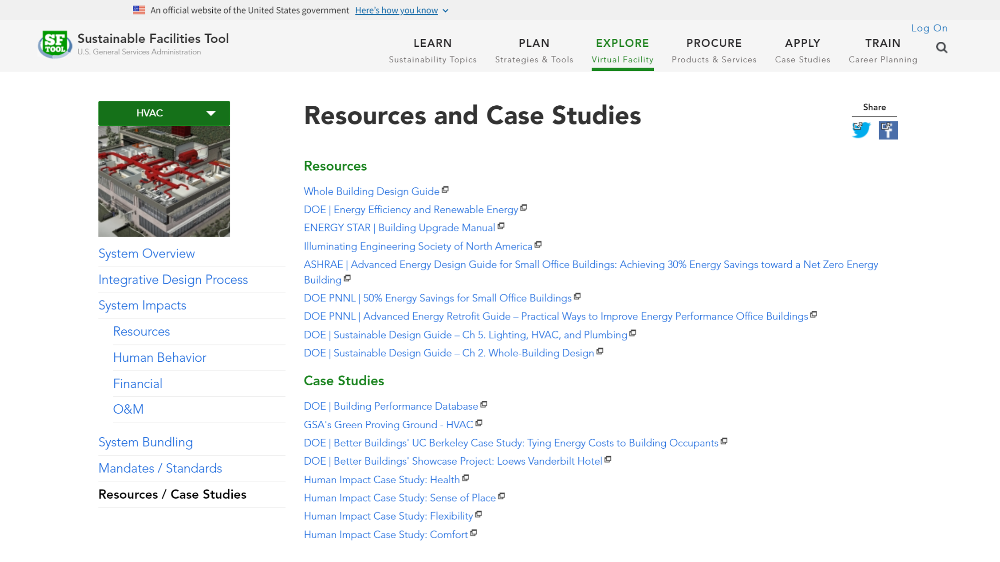 An official website of the United States government Here's how you know
Log On
SF
TOOL
Sustainable Facilities Tool
U.S. General Services Administration
LEARN
Sustainability Topics
PLAN
Strategies & Tools
EXPLORE
Virtual Facility
PROCURE
Products & Services
APPLY
Case Studies
TRAIN
Career Planning
HVAC
System Overview
Integrative Design Process
System Impacts
Resources
Human Behavior
Financial
O&M
System Bundling
Mandates / Standards
Resources / Case Studies
Resources and Case Studies
Share
Resources
Whole Building Design Guide
DOE | Energy Efficiency and Renewable Energy
ENERGY STAR | Building Upgrade Manual
Illuminating Engineering Society of North America
ASHRAE | Advanced Energy Design Guide for Small Office Buildings: Achieving 30% Energy Savings toward a Net Zero Energy
Building
DOE PNNL | 50% Energy Savings for Small Office Buildings
DOE PNNL | Advanced Energy Retrofit Guide – Practical Ways to Improve Energy Performance Office Buildings
DOE | Sustainable Design Guide – Ch 5. Lighting, HVAC, and Plumbing
DOE | Sustainable Design Guide – Ch 2. Whole-Building Design
Case Studies
DOE | Building Performance Database
GSA's Green Proving Ground - HVAC
DOE | Better Buildings' UC Berkeley Case Study: Tying Energy Costs to Building Occupants
DOE | Better Buildings' Showcase Project: Loews Vanderbilt Hotel
Human Impact Case Study: Health
Human Impact Case Study: Sense of Place
Human Impact Case Study: Flexibility
Human Impact Case Study: Comfort